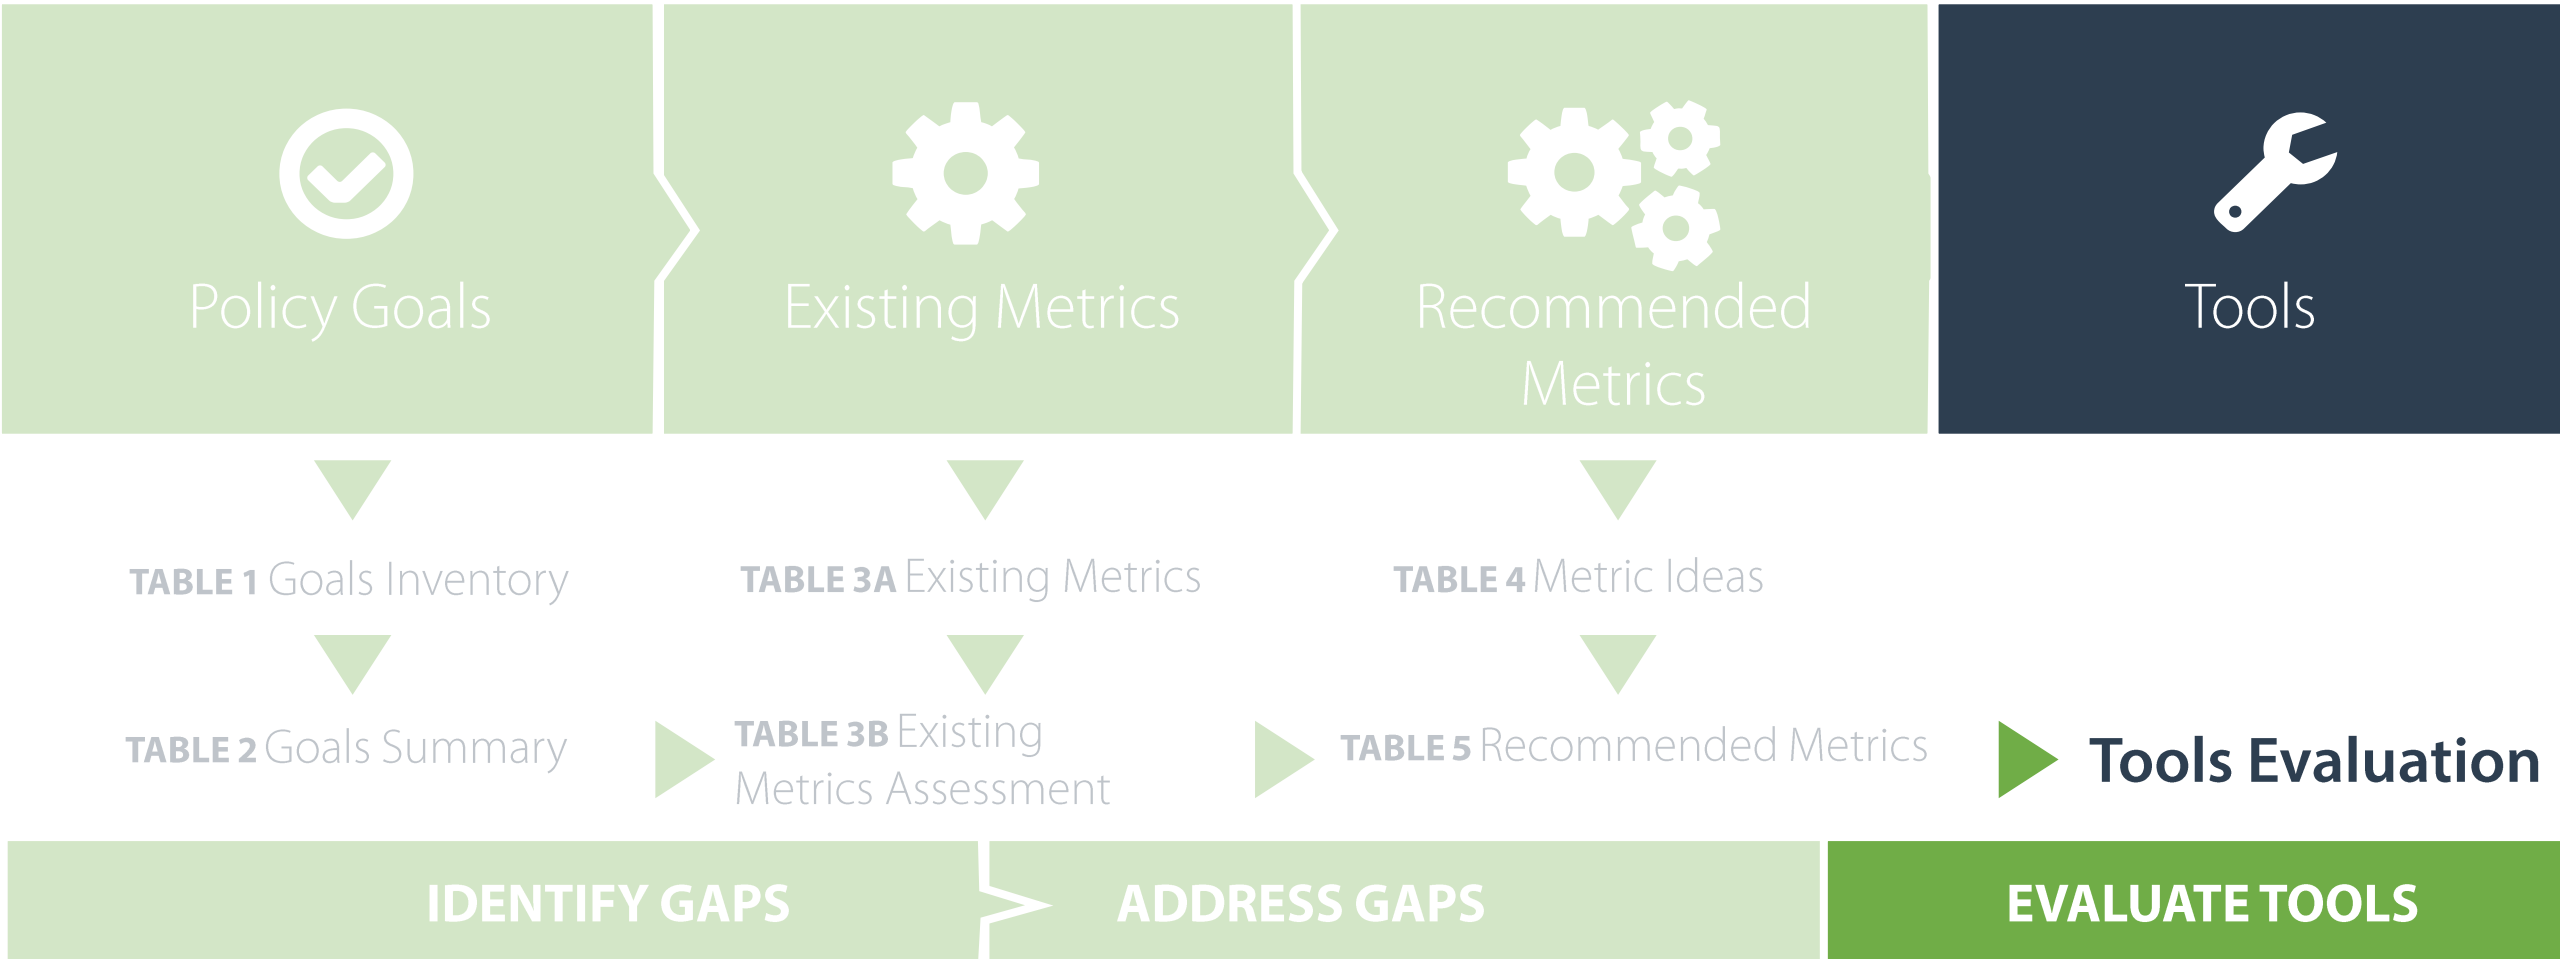 Policy Goals
Existing Metrics
Recommended
Metrics
Tools
TABLE 1 Goals Inventory
TABLE 3A Existing Metrics
TABLE 4 Metric Ideas
TABLE 2 Goals Summary
TABLE 3B Existing
Metrics Assessment
TABLE 5 Recommended Metrics
Tools Evaluation
IDENTIFY GAPS
ADDRESS GAPS
EVALUATE TOOLS